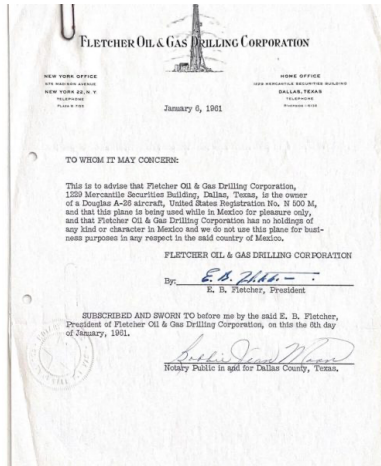 FLETCHER OIL & GAS DRILLING CORPORATION
NEW YORK OFFICE
NEW YORK 22, N. Y.
TELEPHONE
HOME OFFICE
1229 MERCANTILE SECURITIES BUILDING
DALLAS, TEXAS
TELEPHONE
January 6, 1961
TO WHOM IT MAY CONCERN:
This is to advise that Fletcher Oil & Gas Drilling Corporation,
1229 Mercantile Securities Building, Dallas, Texas, is the owner
of a Douglas A-26 aircraft, United States Registration No. N 500 M,
and that this plane is being used while in Mexico for pleasure only,
and that Fletcher Oil & Gas Drilling Corporation has no holdings of
any kind or character in Mexico and we do not use this plane for busi-
ness purposes in any respect in the said country of Mexico.
FLETCHER OIL & GAS DRILLING CORPORATION
By:
E. B. Fletcher, President
SUBSCRIBED AND SWORN TO before me by the said E. B. Fletcher,
President of Fletcher Oil & Gas Drilling Corporation, on this the 6th day
of January, 1961.
Notary Public in and for Dallas County, Texas.